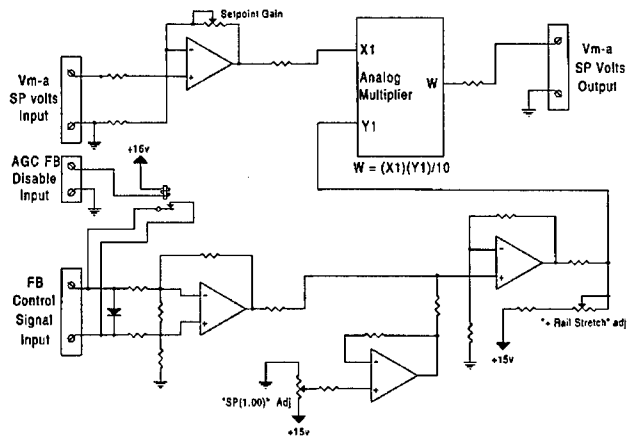 Setpoint Gain
Vm-a
SP volts
Input
X1
Analog
Multiplier
W
Y1
W = (X1)(Y1)/10
Vm-a
SP Volts
Output
AGC FB
Disable
Input
+15v
FB
Control
Signal
Input
"SP(1.00)" Adj
+15v
"+ Rail Stretch" adj
+15v
-
+
-
+
-
+
-
+